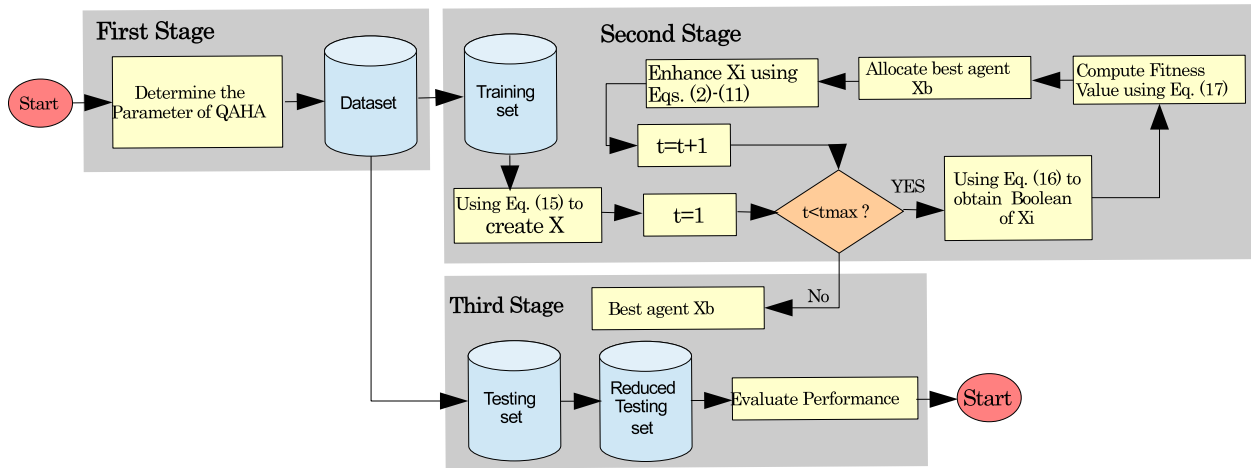 First Stage
Start
Determine the
Parameter of QAHA
Dataset
Second Stage
Training
set
Enhance Xi using
Eqs. (2)-(11)
Allocate best agent
Xb
Compute Fitness
Value using Eq. (17)
t=t+1
Using Eq. (15) to
create X
t=1
t<tmax ?
YES
Using Eq. (16) to
obtain Boolean
of Xi
No
Third Stage
Best agent Xb
Testing
set
Reduced
Testing
set
Evaluate Performance
Start